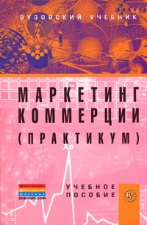 ВУЗОВСКИЙ УЧЕБНИК
МАРКЕТИНГ
КОММЕРЦИИ
(ПРАКТИКУМ)
УЧЕБНОЕ
ПОСОБИЕ